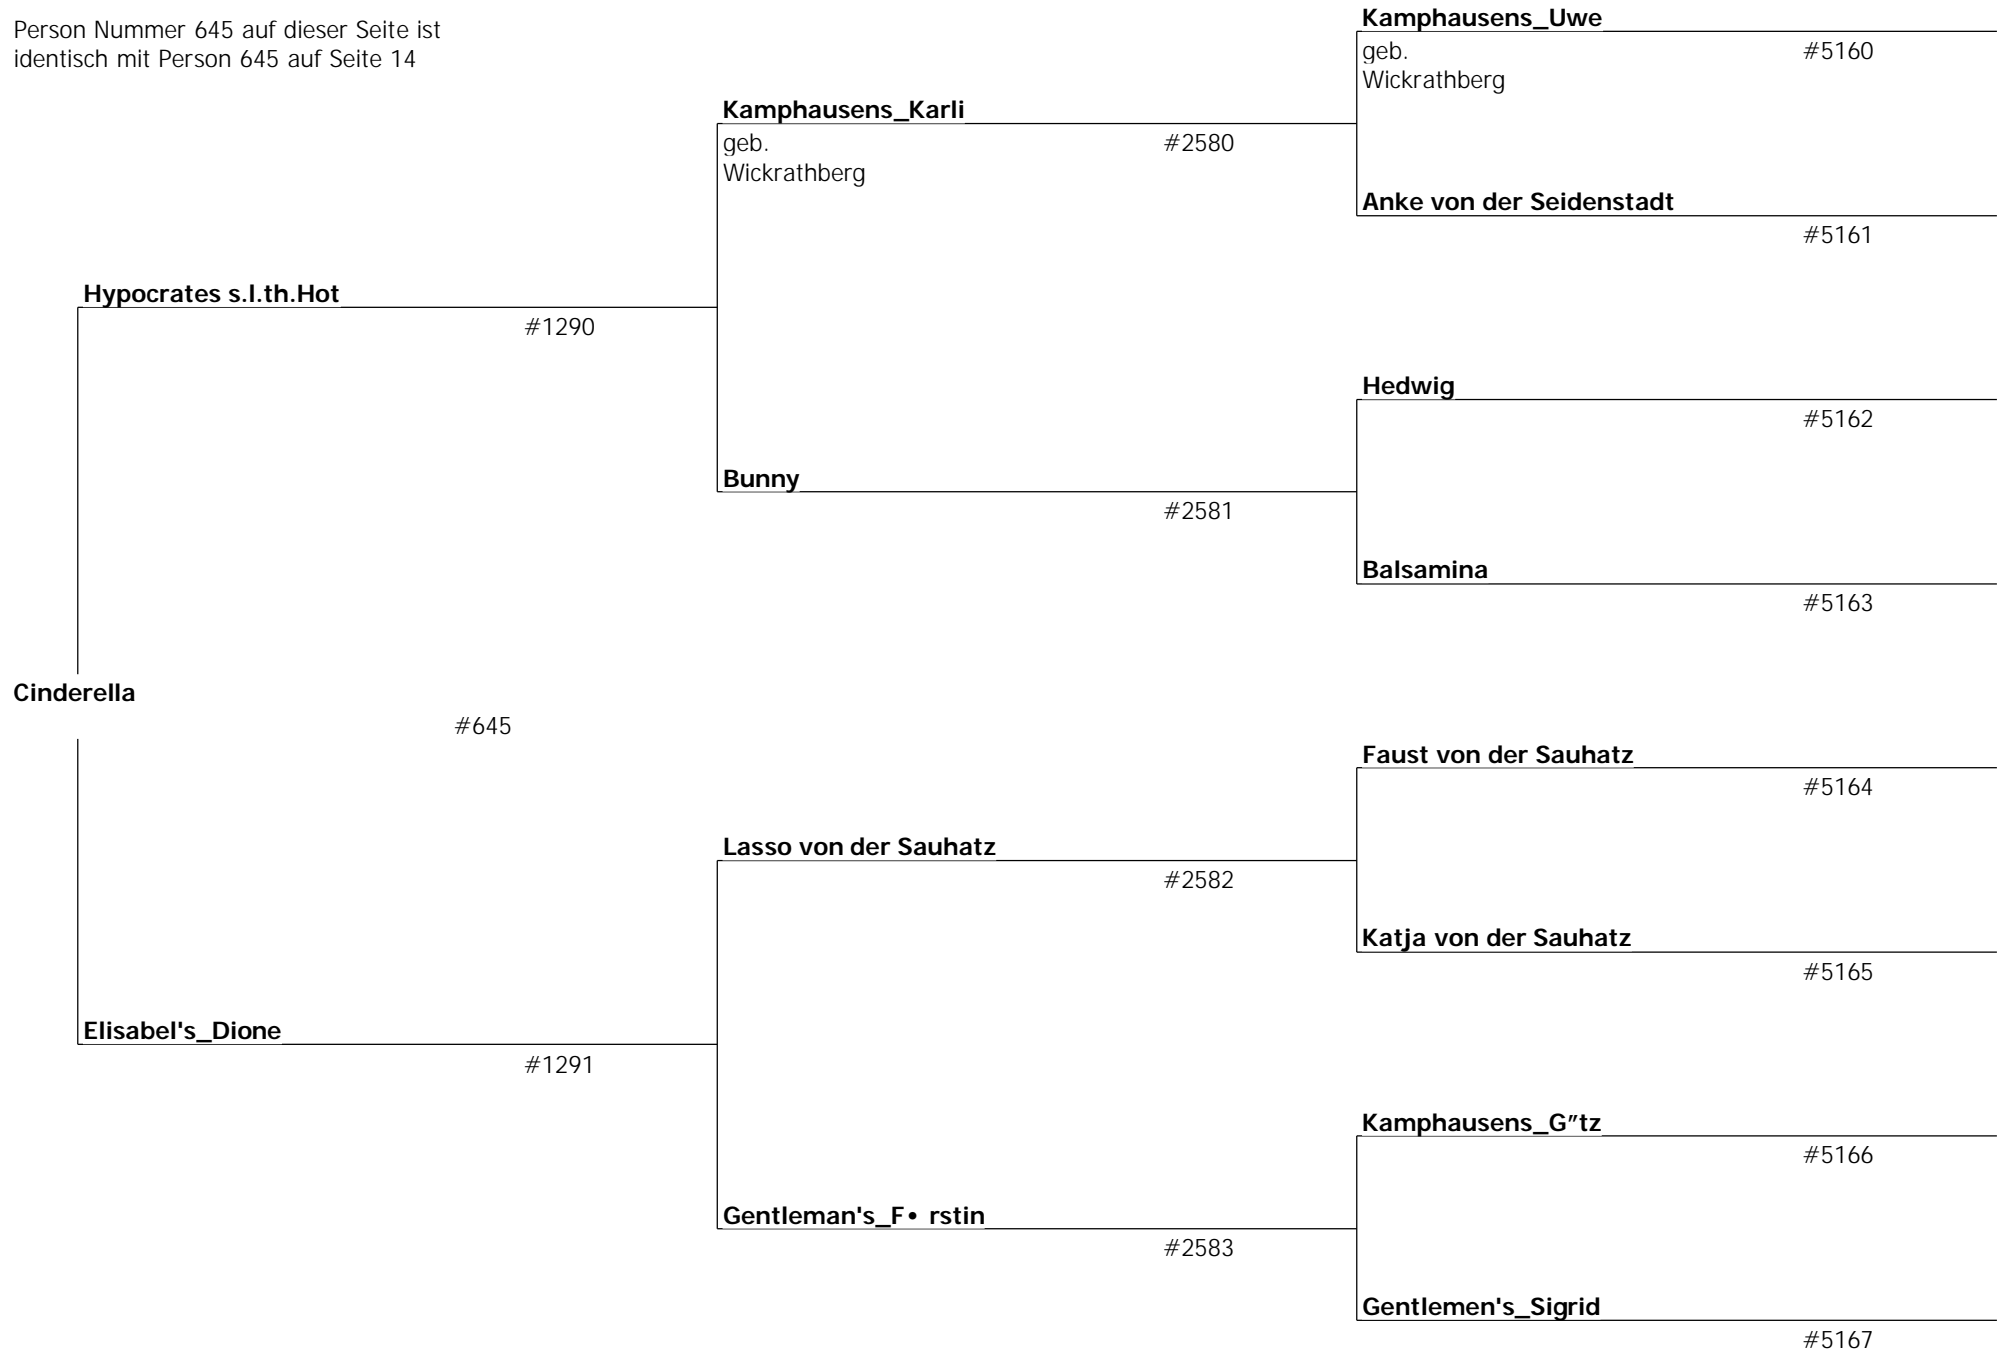 Person Nummer 645 auf dieser Seite ist
identisch mit Person 645 auf Seite 14
Kamphausens_Uwe
geb.
#5160
Wickrathberg
Kamphausens_Karli
geb.
#2580
Wickrathberg
Anke von der Seidenstadt
#5161
Hypocrates s.l.th.Hot
#1290
Hedwig
#5162
Bunny
#2581
Balsamina
#5163
Cinderella
#645
Faust von der Sauhatz
#5164
Lasso von der Sauhatz
#2582
Katja von der Sauhatz
#5165
Elisabel's_Dione
#1291
Kamphausens_G”tz
#5166
Gentleman's_F• rstin
#2583
Gentlemen's_Sigrid
#5167